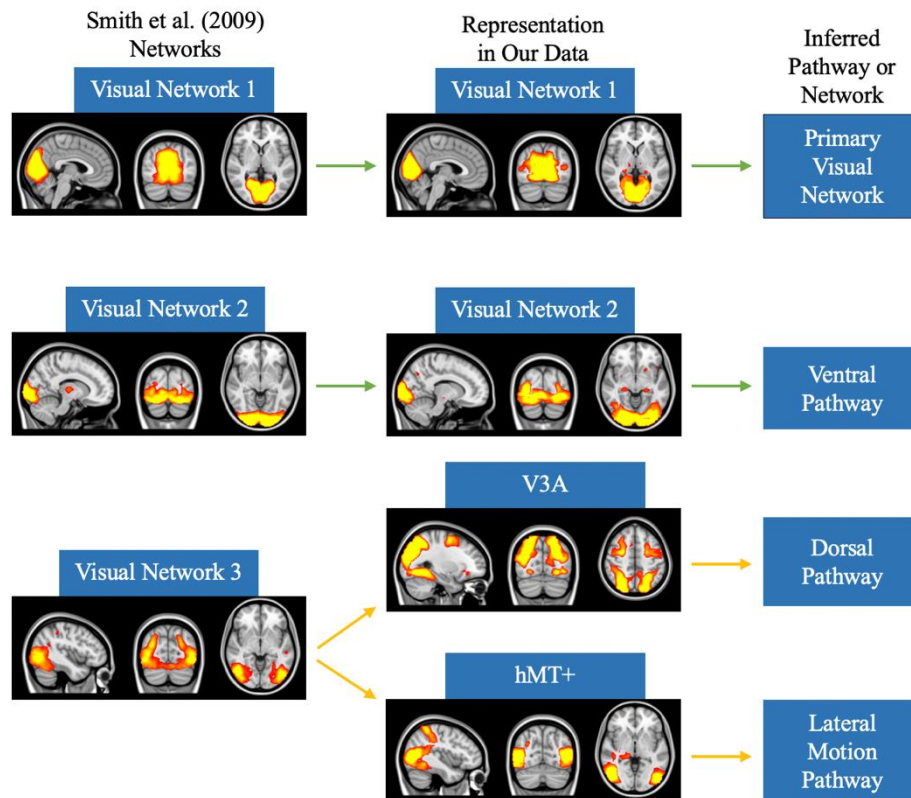 Smith et al. (2009)
Networks
Representation
in Our Data
Inferred
Pathway or
Network
Visual Network 1
Visual Network 1
Primary
Visual
Network
Visual Network 2
Visual Network 2
Ventral
Pathway
V3A
Visual Network 3
Dorsal
Pathway
hMT+
Lateral
Motion
Pathway